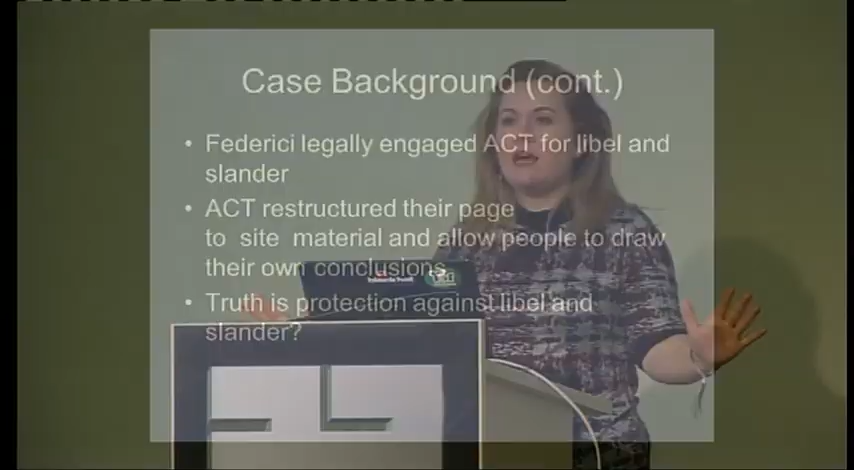 Case Background (cont.)
• Federici legally engaged ACT for libel and
slander
• ACT restructured their page
to site material and allow people to draw
their own conclusions
• Truth is protection against libel and
slander?